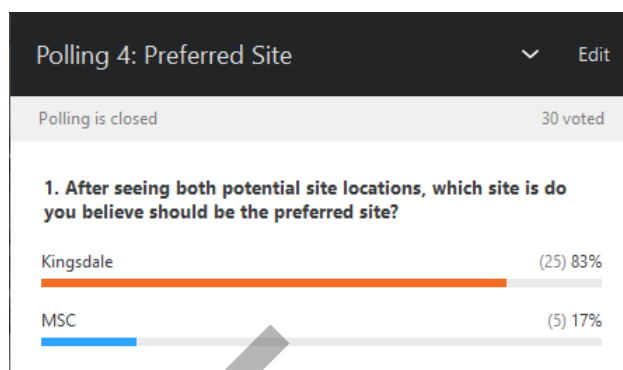 Polling 4: Preferred Site Edit
Polling is closed 30 voted
1. After seeing both potential site locations, which site is do
you believe should be the preferred site?
Kingsdale (25) 83%
MSC (5) 17%